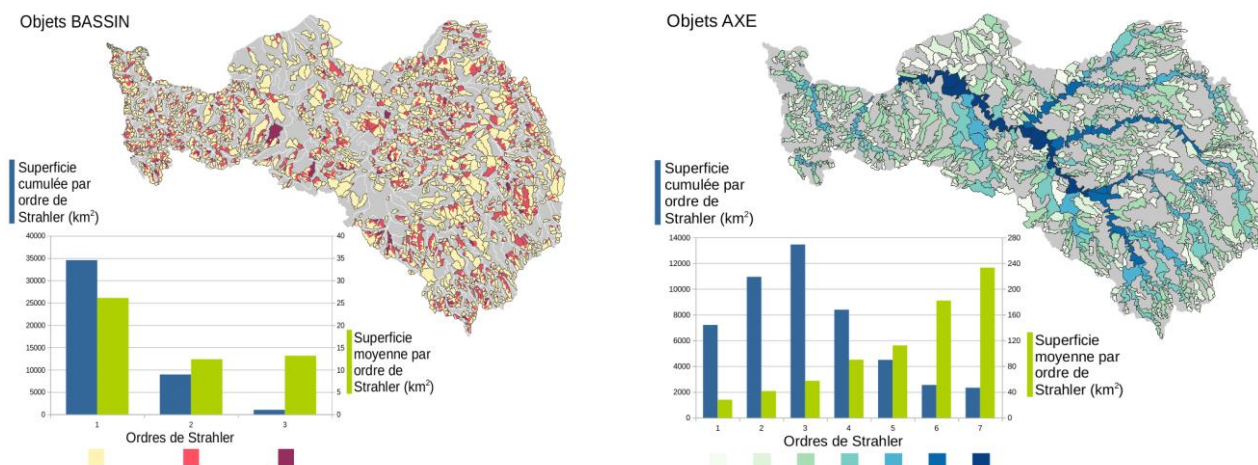 Objets BASSIN
Superficie
cumulée par
ordre de
Strahler (km²)
40000
35000
30000
25000
20000
15000
10000
5000
0
40
35
30
25
20
15
10
5
0
Superficie
moyenne par
ordre de
Strahler (km²)
1 2 3
Ordres de Strahler
Objets AXE
Superficie
cumulée par
ordre de
Strahler (km²)
14000
12000
10000
8000
6000
4000
2000
0
280
240
200
160
120
80
40
0
Superficie
moyenne par
ordre de
Strahler (km²)
1 2 3 4 5 6 7
Ordres de Strahler